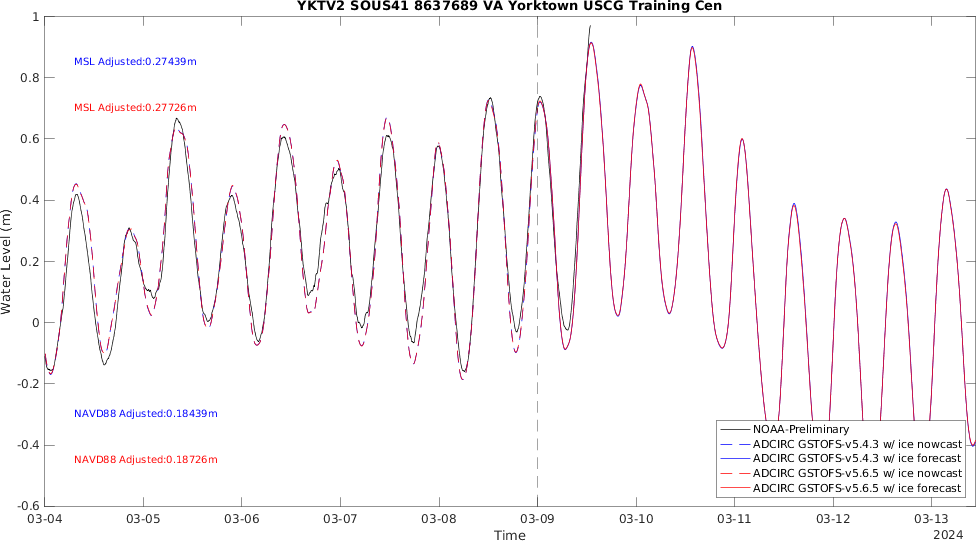 YKTV2 SOUS41 8637689 VA Yorktown USCG Training Cen
1
0.8
0.6
0.4
0.2
0
-0.2
-0.4
-0.6
Water Level (m)
MSL Adjusted:0.27439m
MSL Adjusted:0.27726m
NAVD88 Adjusted:0.18439m
NAVD88 Adjusted:0.18726m
NOAA-Preliminary
ADCIRC GSTOFS-v5.4.3 w/ ice nowcast
ADCIRC GSTOFS-v5.4.3 w/ ice forecast
ADCIRC GSTOFS-v5.6.5 w/ ice nowcast
ADCIRC GSTOFS-v5.6.5 w/ ice forecast
03-04 03-05 03-06 03-07 03-08 03-09 03-10 03-11 03-12 03-13
Time
2024